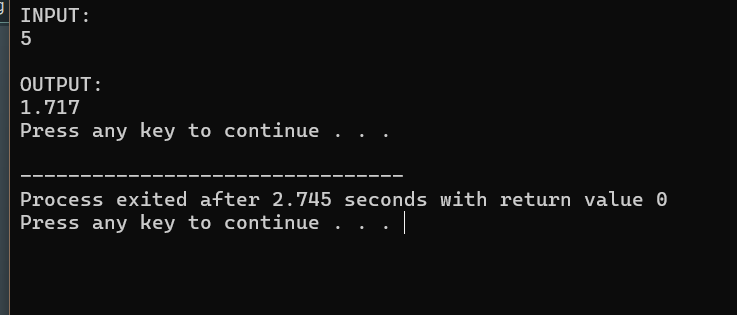 INPUT:
5
OUTPUT:
1.717
Press any key to continue . . .
--------------------------------
Process exited after 2.745 seconds with return value 0
Press any key to continue . . .